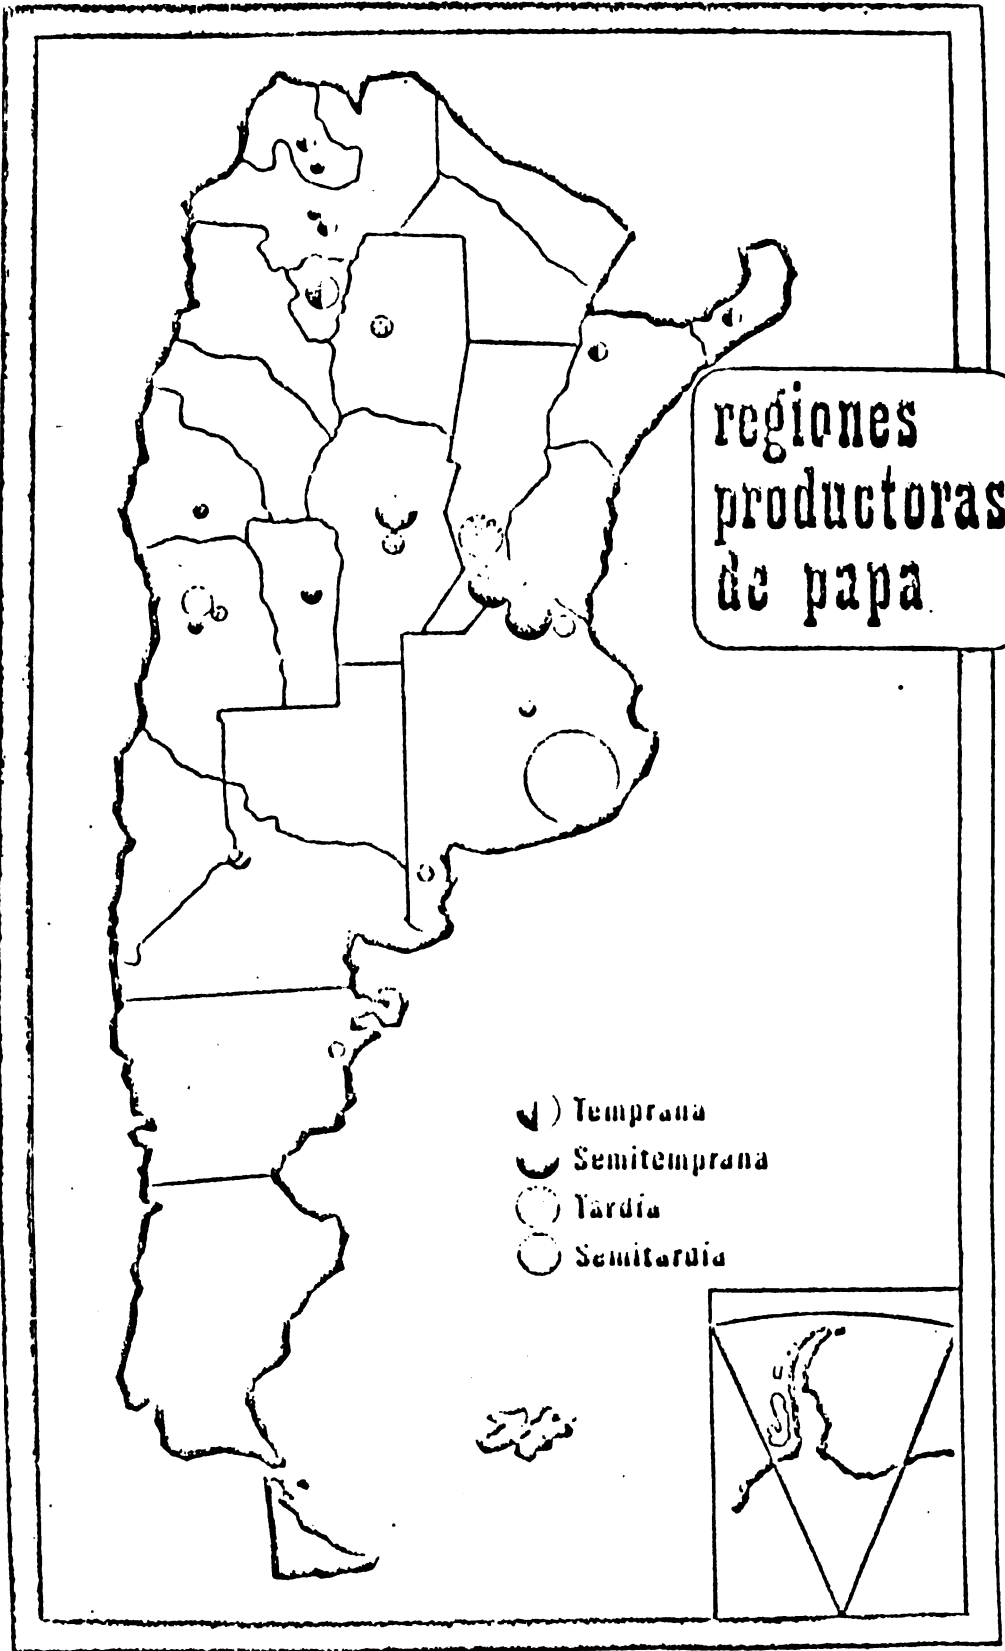 regiones
productoras
de papa
Temprana
Semitemprana
Tardía
Semitardía